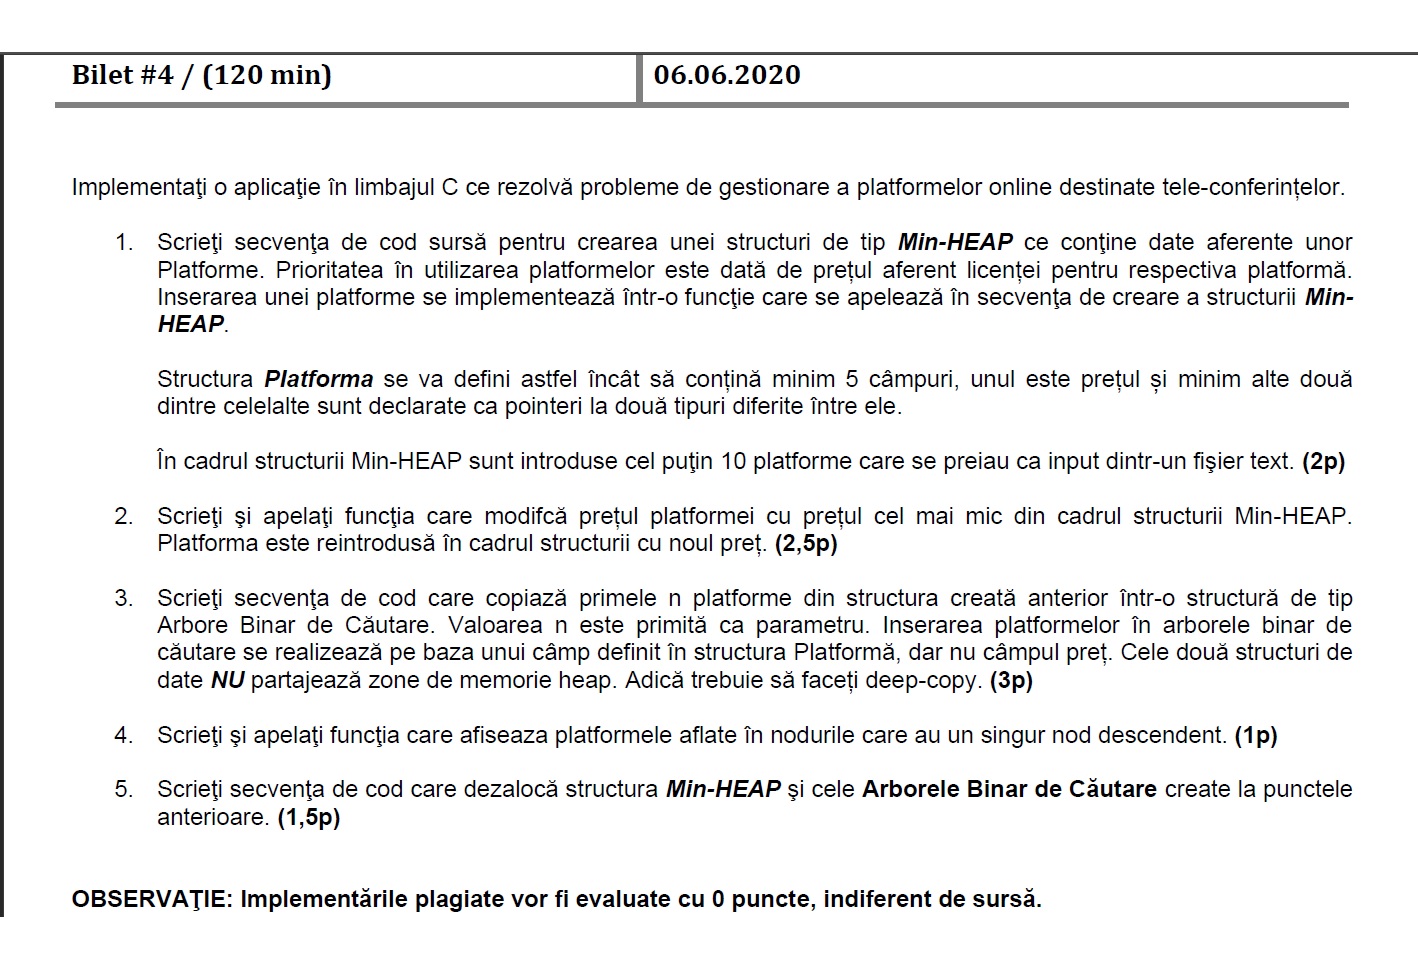 Bilet #4 / (120 min)
06.06.2020
Implementaţi o aplicaţie în limbajul C ce rezolvă probleme de gestionare a platformelor online destinate tele-conferințelor.
1. Scrieţi secvenţa de cod sursă pentru crearea unei structuri de tip Min-HEAP ce conţine date aferente unor
Platforme. Prioritatea în utilizarea platformelor este dată de prețul aferent licenței pentru respectiva platformă.
Inserarea unei platforme se implementează într-o funcţie care se apelează în secvenţa de creare a structurii Min-
HEAP.
Structura Platforma se va defini astfel încât să conțină minim 5 câmpuri, unul este prețul și minim alte două
dintre celelalte sunt declarate ca pointeri la două tipuri diferite între ele.
În cadrul structurii Min-HEAP sunt introduse cel puţin 10 platforme care se preiau ca input dintr-un fişier text. (2p)
2. Scrieţi şi apelaţi funcţia care modifcă prețul platformei cu prețul cel mai mic din cadrul structurii Min-HEAP.
Platforma este reintrodusă în cadrul structurii cu noul preț. (2,5p)
3. Scrieţi secvenţa de cod care copiază primele n platforme din structura creată anterior într-o structură de tip
Arbore Binar de Căutare. Valoarea n este primită ca parametru. Inserarea platformelor în arborele binar de
căutare se realizează pe baza unui câmp definit în structura Platformă, dar nu câmpul preț. Cele două structuri de
date NU partajează zone de memorie heap. Adică trebuie să faceți deep-copy. (3p)
4. Scrieţi şi apelaţi funcţia care afiseaza platformele aflate în nodurile care au un singur nod descendent. (1p)
5. Scrieţi secvenţa de cod care dezalocă structura Min-HEAP şi cele Arborele Binar de Căutare create la punctele
anterioare. (1,5p)
OBSERVAŢIE: Implementările plagiate vor fi evaluate cu 0 puncte, indiferent de sursă.